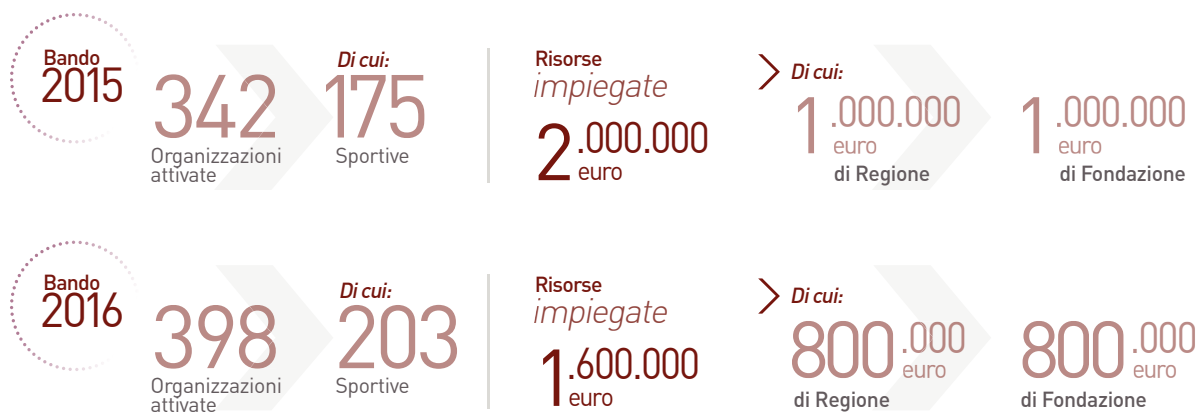 Bando
2015
342
Organizzazioni
attivate
Di cui:
175
Sportive
Risorse
impiegate
2.000.000
euro
Di cui:
1.000.000
euro
di Regione
1.000.000
euro
di Fondazione
Bando
2016
398
Organizzazioni
attivate
Di cui:
203
Sportive
Risorse
impiegate
1.600.000
euro
Di cui:
800.000
euro
di Regione
800.000
euro
di Fondazione